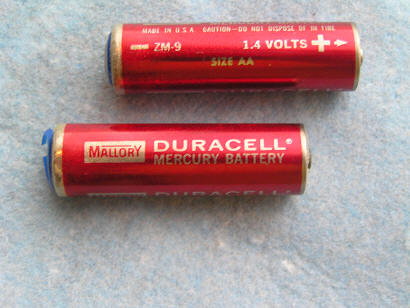 MADE IN U.S.A. CAUTION-DO NOT DISPOSE OF IN FIRE
ZM-9 1.4 VOLTS +
SIZE AA
MALLORY DURACELL®
MERCURY BATTERY
DURACELL